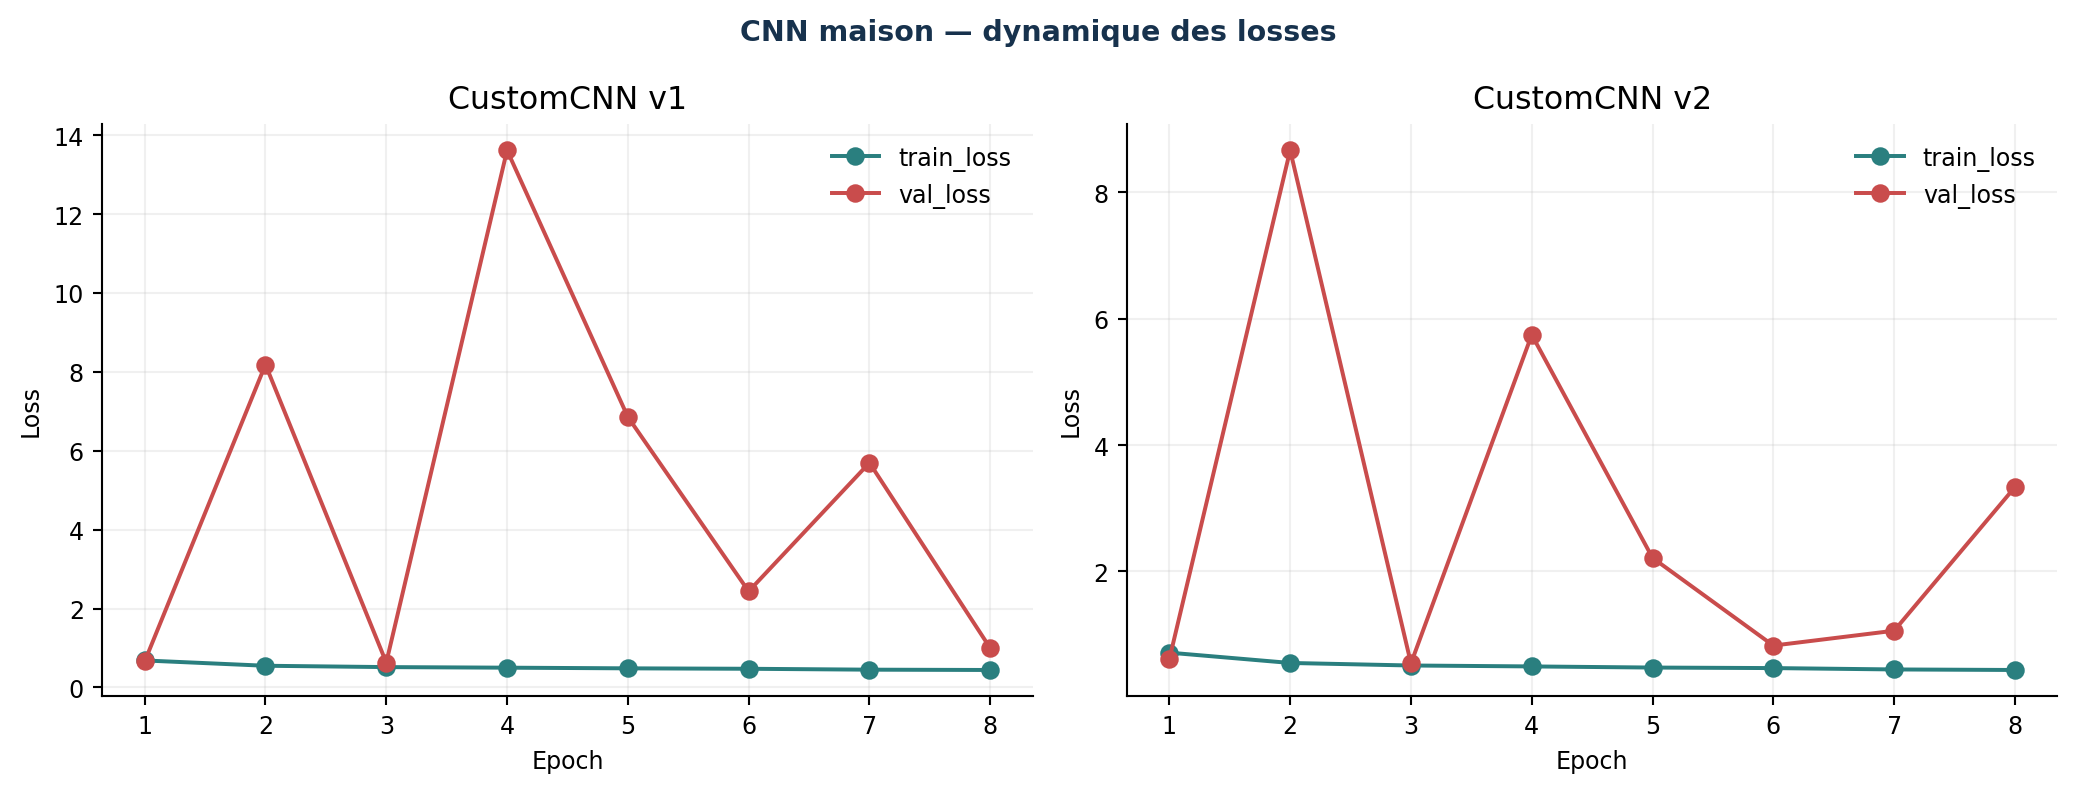 CNN maison — dynamique des losses
CustomCNN v1
14
12
10
8
6
4
2
0
Loss
train_loss
val_loss
1 2 3 4 5 6 7 8
Epoch
CustomCNN v2
8
6
4
2
Loss
train_loss
val_loss
1 2 3 4 5 6 7 8
Epoch